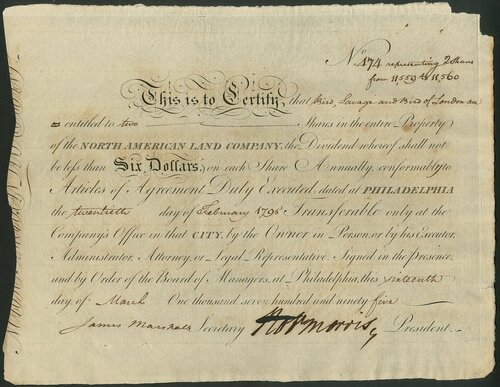 No. 474 representing 2 Shares
from 11559 to 11,560
This is to Certify, that Bird, Savage and Bird of London are
entitled to two Shares in the entire Property
of the NORTH AMERICAN LAND COMPANY, the Dividend whereof shall not
be less than Six Dollars, on each Share Annually, conformably to
Articles of Agreement Duly Executed, dated at PHILADELPHIA
the twentieth day of February 1795 Transferable only at the
Company's Office in that CITY, by the Owner in Person, or by his Executor
Administrator, Attorney, or Legal Representative. Signed in the presence,
and by Order of the Board of Managers, at Philadelphia, this sixteenth
day of March One thousand seven hundred and ninety five
James Marshall Secretary Rob Morris President